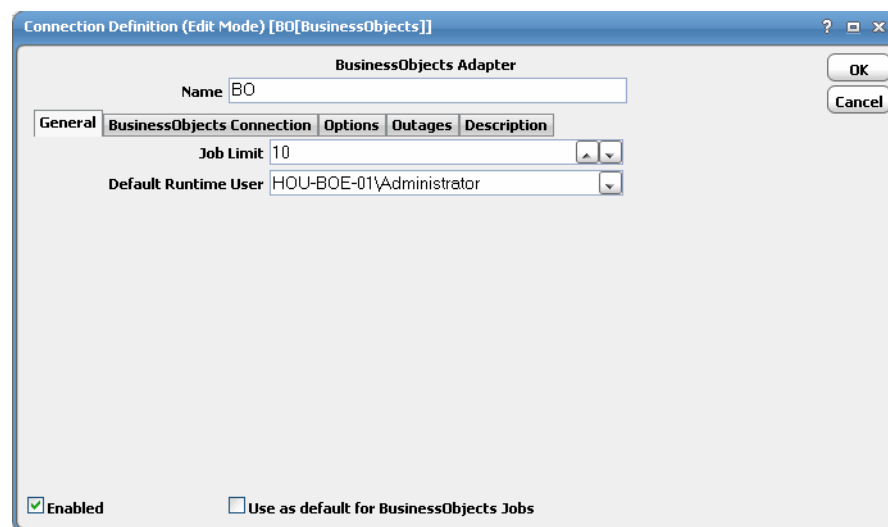 Connection Definition (Edit Mode) [BO[BusinessObjects]]
?
BusinessObjects Adapter
OK
Name BO
Cancel
General BusinessObjects Connection Options Outages Description
Job Limit 10
Default Runtime User HOU-BOE-01\Administrator
Enabled Use as default for BusinessObjects Jobs